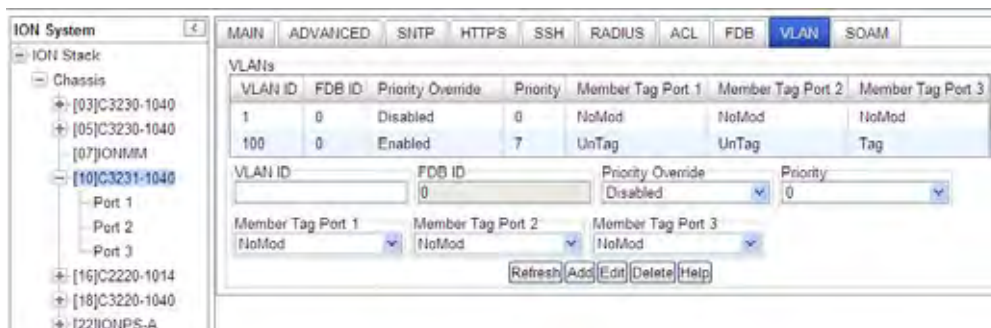 ION System
ION Stack
Chassis
[03]C3230-1040
[05]C3230-1040
[07]IONMM
[10]C3231-1040
Port 1
Port 2
Port 3
[16]C2220-1014
[18]C3220-1040
[22]IONPS-A
MAIN ADVANCED SNTP HTTPS SSH RADIUS ACL FDB VLAN SOAM
VLANs
VLAN ID FDB ID Priority Override Priority Member Tag Port 1 Member Tag Port 2 Member Tag Port 3
1 0 Disabled 0 NoMod NoMod NoMod
100 0 Enabled 7 UnTag UnTag Tag
VLAN ID FDB ID Priority Override Priority
0 Disabled 0
Member Tag Port 1 Member Tag Port 2 Member Tag Port 3
NoMod NoMod NoMod
Refresh Add Edit Delete Help